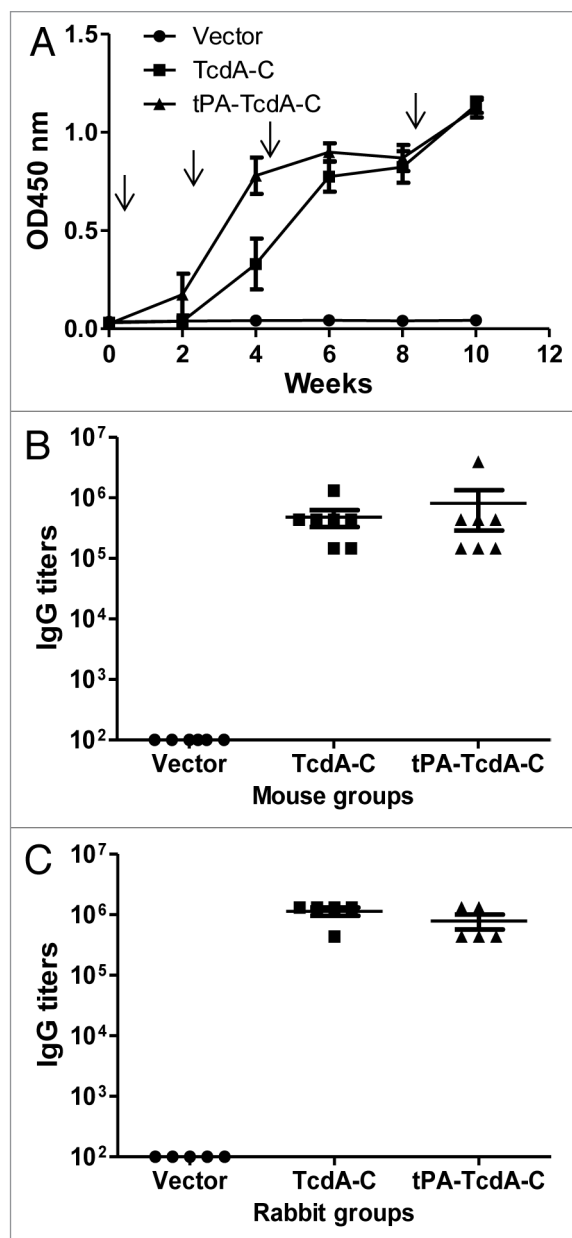 A
Vector
TcdA-C
tPA-TcdA-C
OD450 nm
1.5
1.0
0.5
0.0
0 2 4 6 8 10 12
Weeks
B
IgG titers
10⁷
10⁶
10⁵
10⁴
10³
10²
Vector TcdA-C tPA-TcdA-C
Mouse groups
C
IgG titers
10⁷
10⁶
10⁵
10⁴
10³
10²
Vector TcdA-C tPA-TcdA-C
Rabbit groups